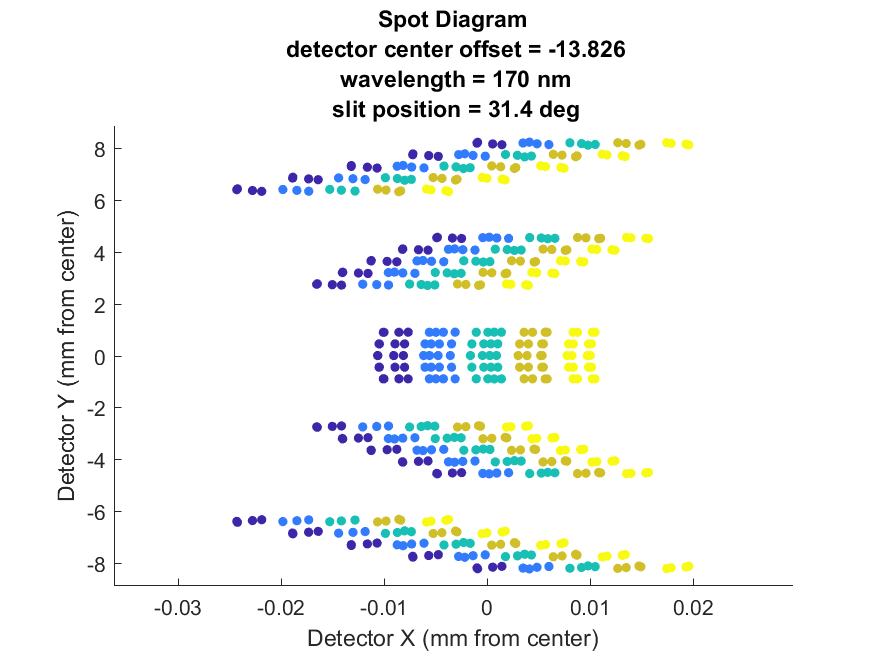 Spot Diagram
detector center offset = -13.826
wavelength = 170 nm
slit position = 31.4 deg
8
6
4
2
0
-2
-4
-6
-8
Detector Y (mm from center)
-0.03 -0.02 -0.01 0 0.01 0.02
Detector X (mm from center)